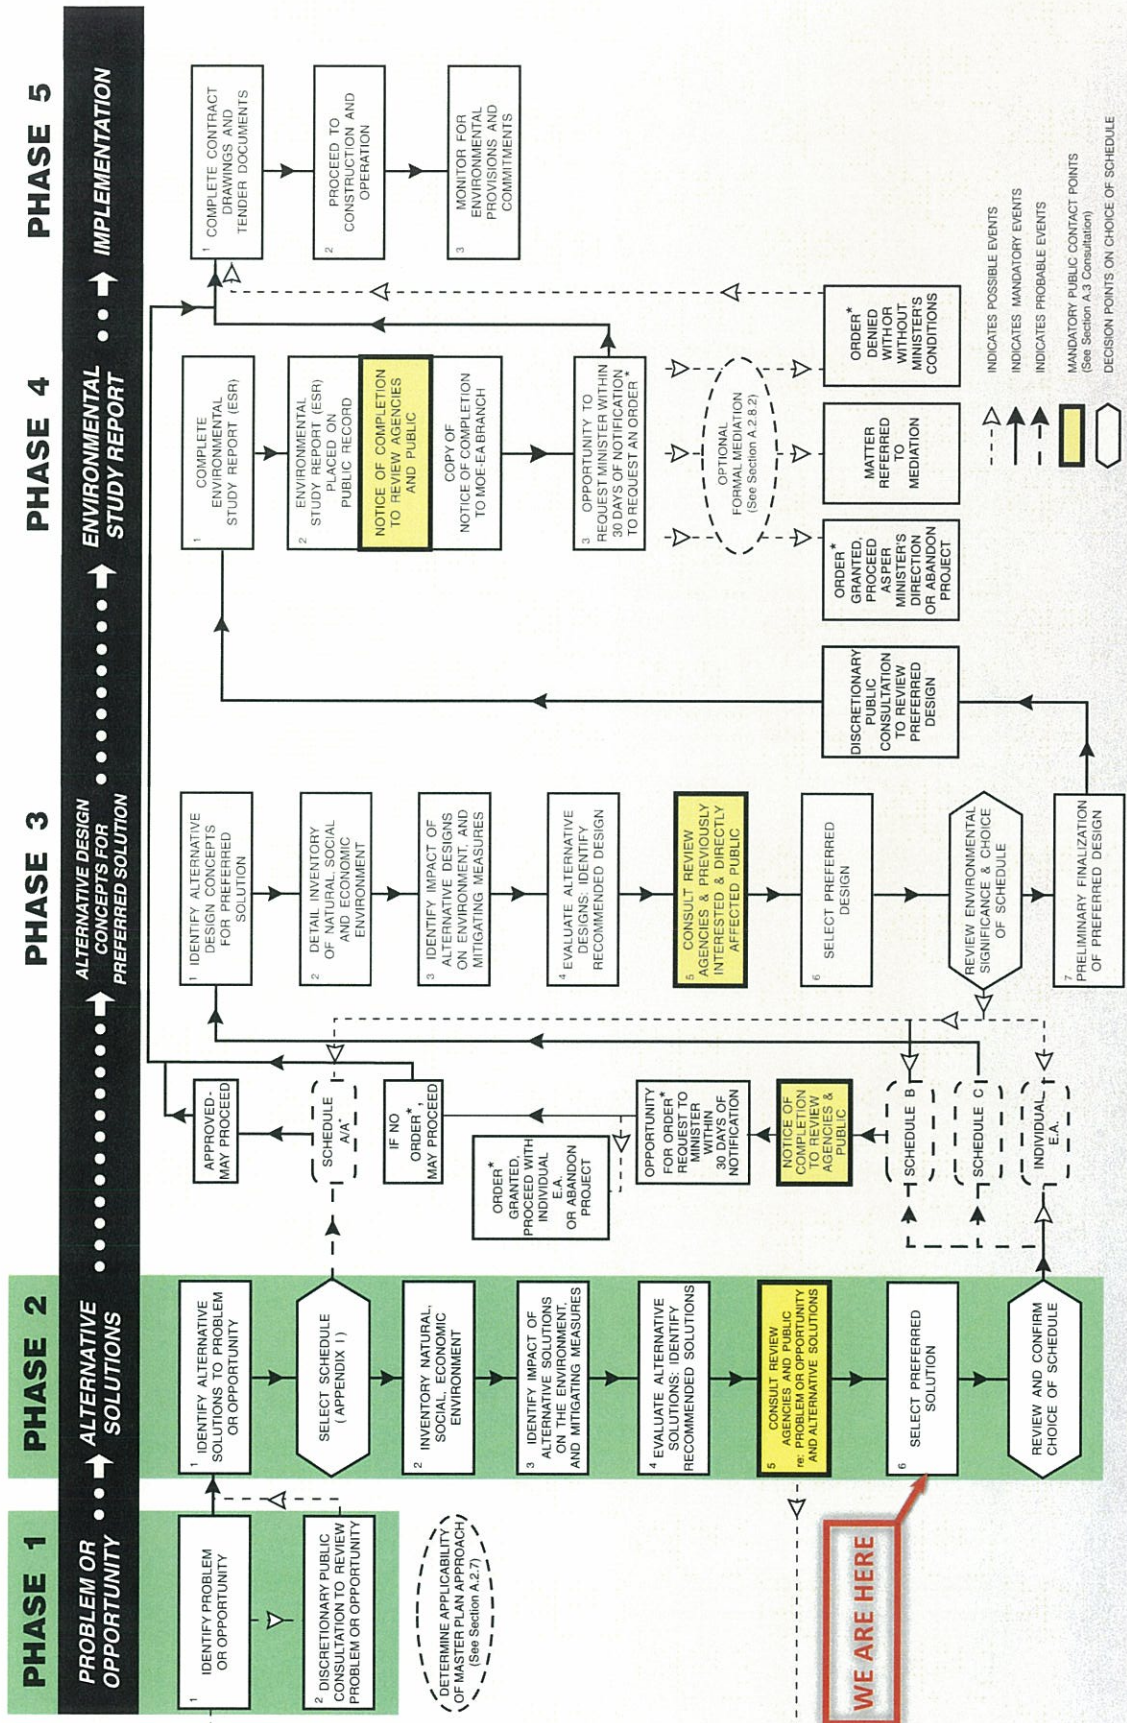 PHASE 1
PROBLEM OR
OPPORTUNITY
1
IDENTIFY PROBLEM
OR OPPORTUNITY
2
DISCRETIONARY PUBLIC
CONSULTATION TO REVIEW
PROBLEM OR OPPORTUNITY
DETERMINE APPLICABILITY
OF MASTER PLAN APPROACH
(See Section A.2.7)
PHASE 2
ALTERNATIVE
SOLUTIONS
1
IDENTIFY ALTERNATIVE
SOLUTIONS TO PROBLEM
OR OPPORTUNITY
SELECT SCHEDULE
( APPENDIX I )
2
INVENTORY NATURAL,
SOCIAL, ECONOMIC
ENVIRONMENT
3
IDENTIFY IMPACT OF
ALTERNATIVE SOLUTIONS
ON THE ENVIRONMENT,
AND MITIGATING MEASURES
4
EVALUATE ALTERNATIVE
SOLUTIONS: IDENTIFY
RECOMMENDED SOLUTIONS
5
CONSULT REVIEW
AGENCIES AND PUBLIC
re: PROBLEM OR OPPORTUNITY
AND ALTERNATIVE SOLUTIONS
6
SELECT PREFERRED
SOLUTION
REVIEW AND CONFIRM
CHOICE OF SCHEDULE
WE ARE HERE
APPROVED-
MAY PROCEED
SCHEDULE
A/A+
IF NO
ORDER*,
MAY PROCEED
ORDER*
GRANTED,
PROCEED WITH
INDIVIDUAL
E.A.
OR ABANDON
PROJECT
OPPORTUNITY
FOR ORDER*
REQUEST TO
MINISTER
WITHIN
30 DAYS OF
NOTIFICATION
NOTICE OF
COMPLETION
TO REVIEW
AGENCIES &
PUBLIC
SCHEDULE B
SCHEDULE C
INDIVIDUAL
E.A.
PHASE 3
ALTERNATIVE DESIGN
CONCEPTS FOR
PREFERRED SOLUTION
1
IDENTIFY ALTERNATIVE
DESIGN CONCEPTS
FOR PREFERRED
SOLUTION
2
DETAIL INVENTORY
OF NATURAL, SOCIAL
AND ECONOMIC
ENVIRONMENT
3
IDENTIFY IMPACT OF
ALTERNATIVE DESIGNS
ON ENVIRONMENT, AND
MITIGATING MEASURES
4
EVALUATE ALTERNATIVE
DESIGNS: IDENTIFY
RECOMMENDED DESIGN
5
CONSULT REVIEW
AGENCIES & PREVIOUSLY
INTERESTED & DIRECTLY
AFFECTED PUBLIC
6
SELECT PREFERRED
DESIGN
REVIEW ENVIRONMENTAL
SIGNIFICANCE & CHOICE
OF SCHEDULE
7
PRELIMINARY FINALIZATION
OF PREFERRED DESIGN
DISCRETIONARY
PUBLIC
CONSULTATION
TO REVIEW
PREFERRED
DESIGN
PHASE 4
ENVIRONMENTAL
STUDY REPORT
1
COMPLETE
ENVIRONMENTAL
STUDY REPORT (ESR)
2
ENVIRONMENTAL
STUDY REPORT (ESR)
PLACED ON
PUBLIC RECORD
NOTICE OF COMPLETION
TO REVIEW AGENCIES
AND PUBLIC
COPY OF
NOTICE OF COMPLETION
TO MOE-EA BRANCH
3
OPPORTUNITY TO
REQUEST MINISTER WITHIN
30 DAYS OF NOTIFICATION
TO REQUEST AN ORDER*
OPTIONAL
FORMAL MEDIATION
(See Section A.2.8.2)
ORDER*
GRANTED,
PROCEED
AS PER
MINISTER'S
DIRECTION
OR ABANDON
PROJECT
MATTER
REFERRED
TO
MEDIATION
ORDER*
DENIED
WITH OR
WITHOUT
MINISTER'S
CONDITIONS
PHASE 5
IMPLEMENTATION
1
COMPLETE CONTRACT
DRAWINGS AND
TENDER DOCUMENTS
2
PROCEED TO
CONSTRUCTION AND
OPERATION
3
MONITOR FOR
ENVIRONMENTAL
PROVISIONS AND
COMMITMENTS
INDICATES POSSIBLE EVENTS
INDICATES MANDATORY EVENTS
INDICATES PROBABLE EVENTS
MANDATORY PUBLIC CONTACT POINTS
(See Section A.3 Consultation)
DECISION POINTS ON CHOICE OF SCHEDULE